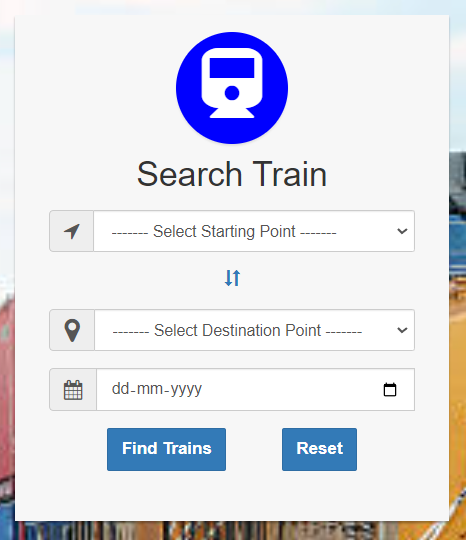 Search Train
------- Select Starting Point -------
------- Select Destination Point -------
dd-mm-yyyy
Find Trains
Reset